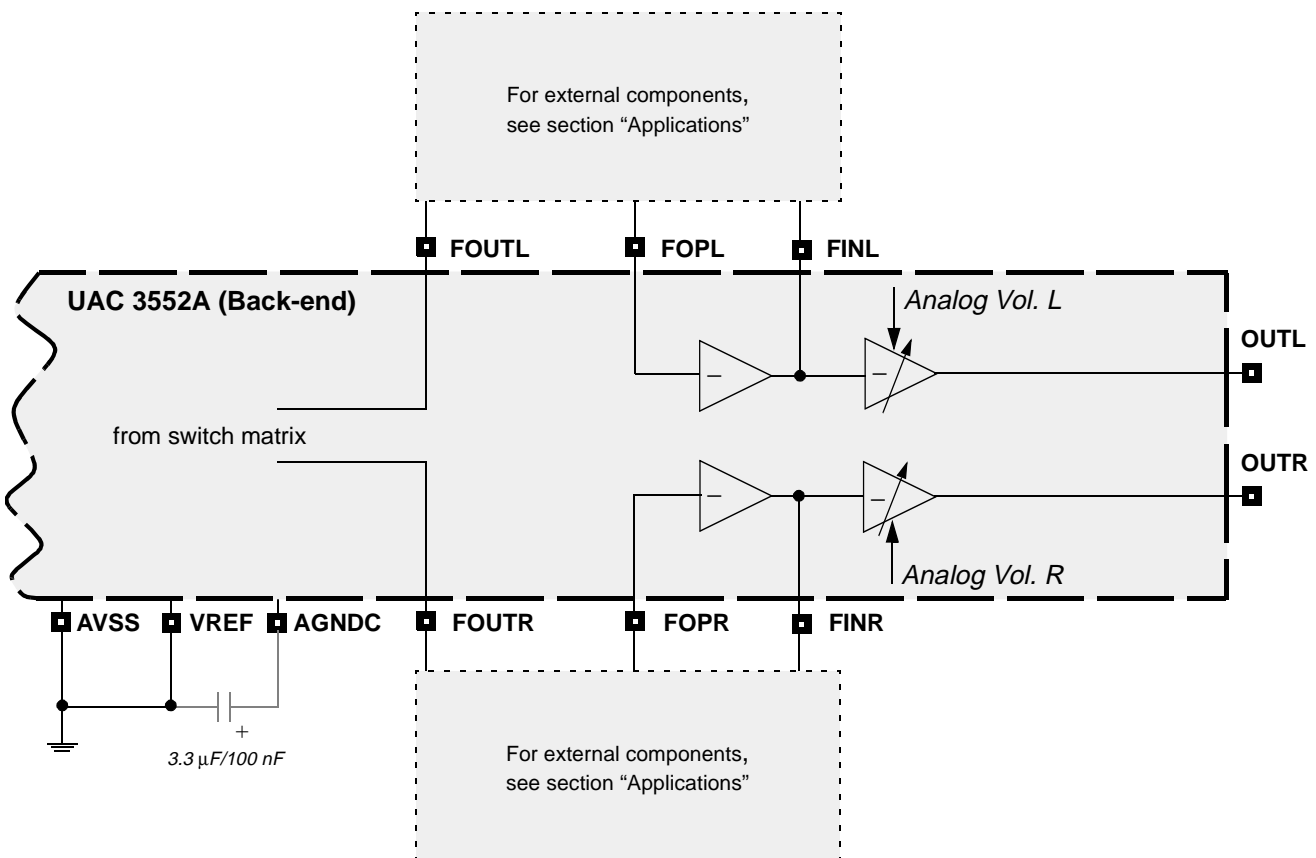 For external components,
see section “Applications”
FOUTL
FOPL
FINL
UAC 3552A (Back-end)
Analog Vol. L
OUTL
−
−
from switch matrix
OUTR
−
−
Analog Vol. R
AVSS
VREF
AGNDC
FOUTR
FOPR
FINR
+
3.3 μF/100 nF
For external components,
see section “Applications”